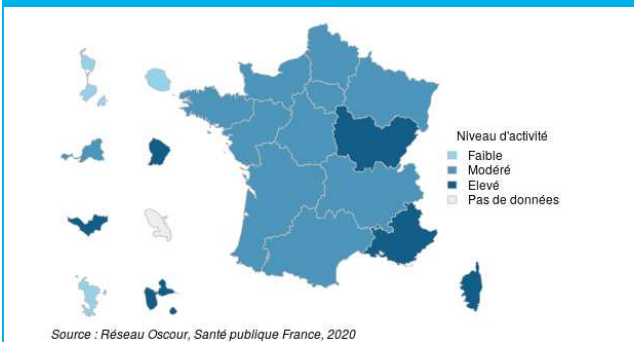 Niveau d'activité
Faible
Modéré
Elevé
Pas de données
Source : Réseau Oscour, Santé publique France, 2020